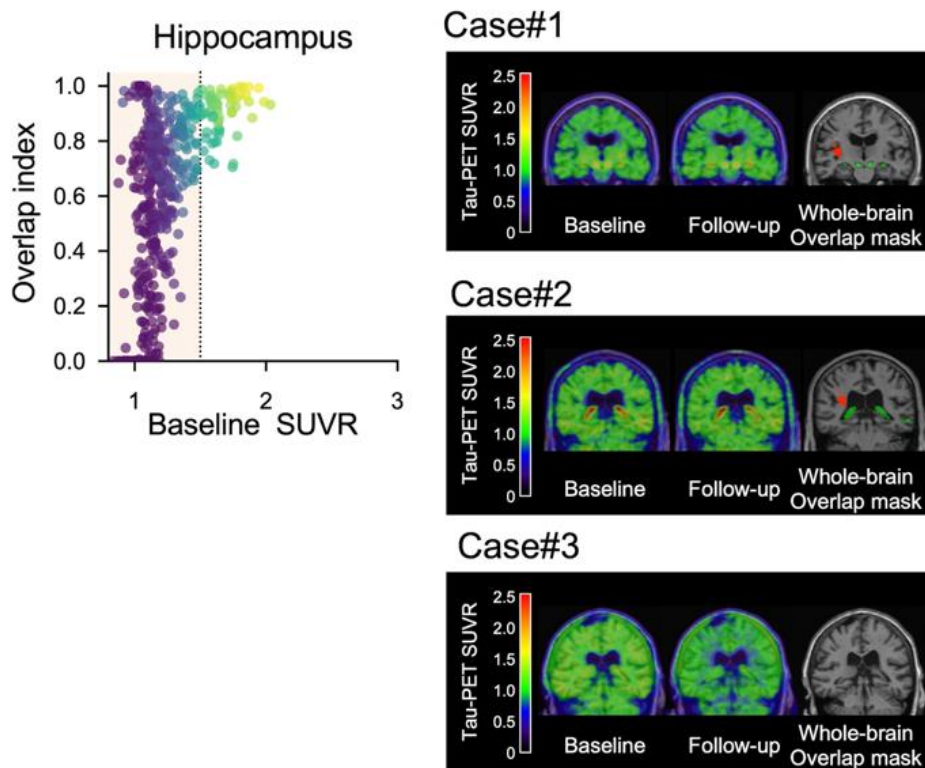 Hippocampus
Overlap index
1.0
0.8
0.6
0.4
0.2
0.0
1 2 3
Baseline SUVR
Case#1
Tau-PET SUVR
2.5
2.0
1.5
1.0
0.5
0
Baseline
Follow-up
Whole-brain
Overlap mask
Case#2
Tau-PET SUVR
2.5
2.0
1.5
1.0
0.5
0
Baseline
Follow-up
Whole-brain
Overlap mask
Case#3
Tau-PET SUVR
2.5
2.0
1.5
1.0
0.5
0
Baseline
Follow-up
Whole-brain
Overlap mask